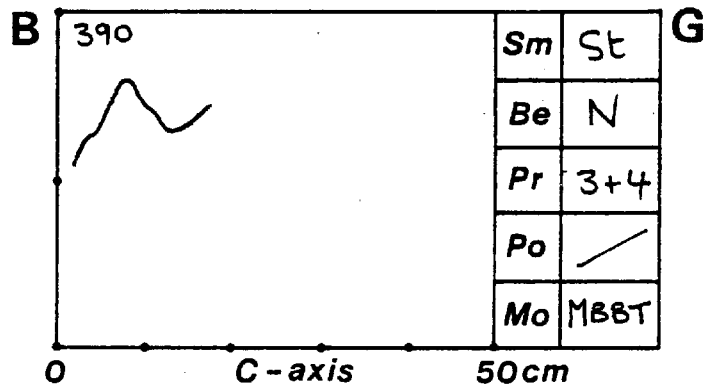 B 390 Sm St G
Be N
Pr 3+4
Po
Mo MBBT
0 C-axis 50cm